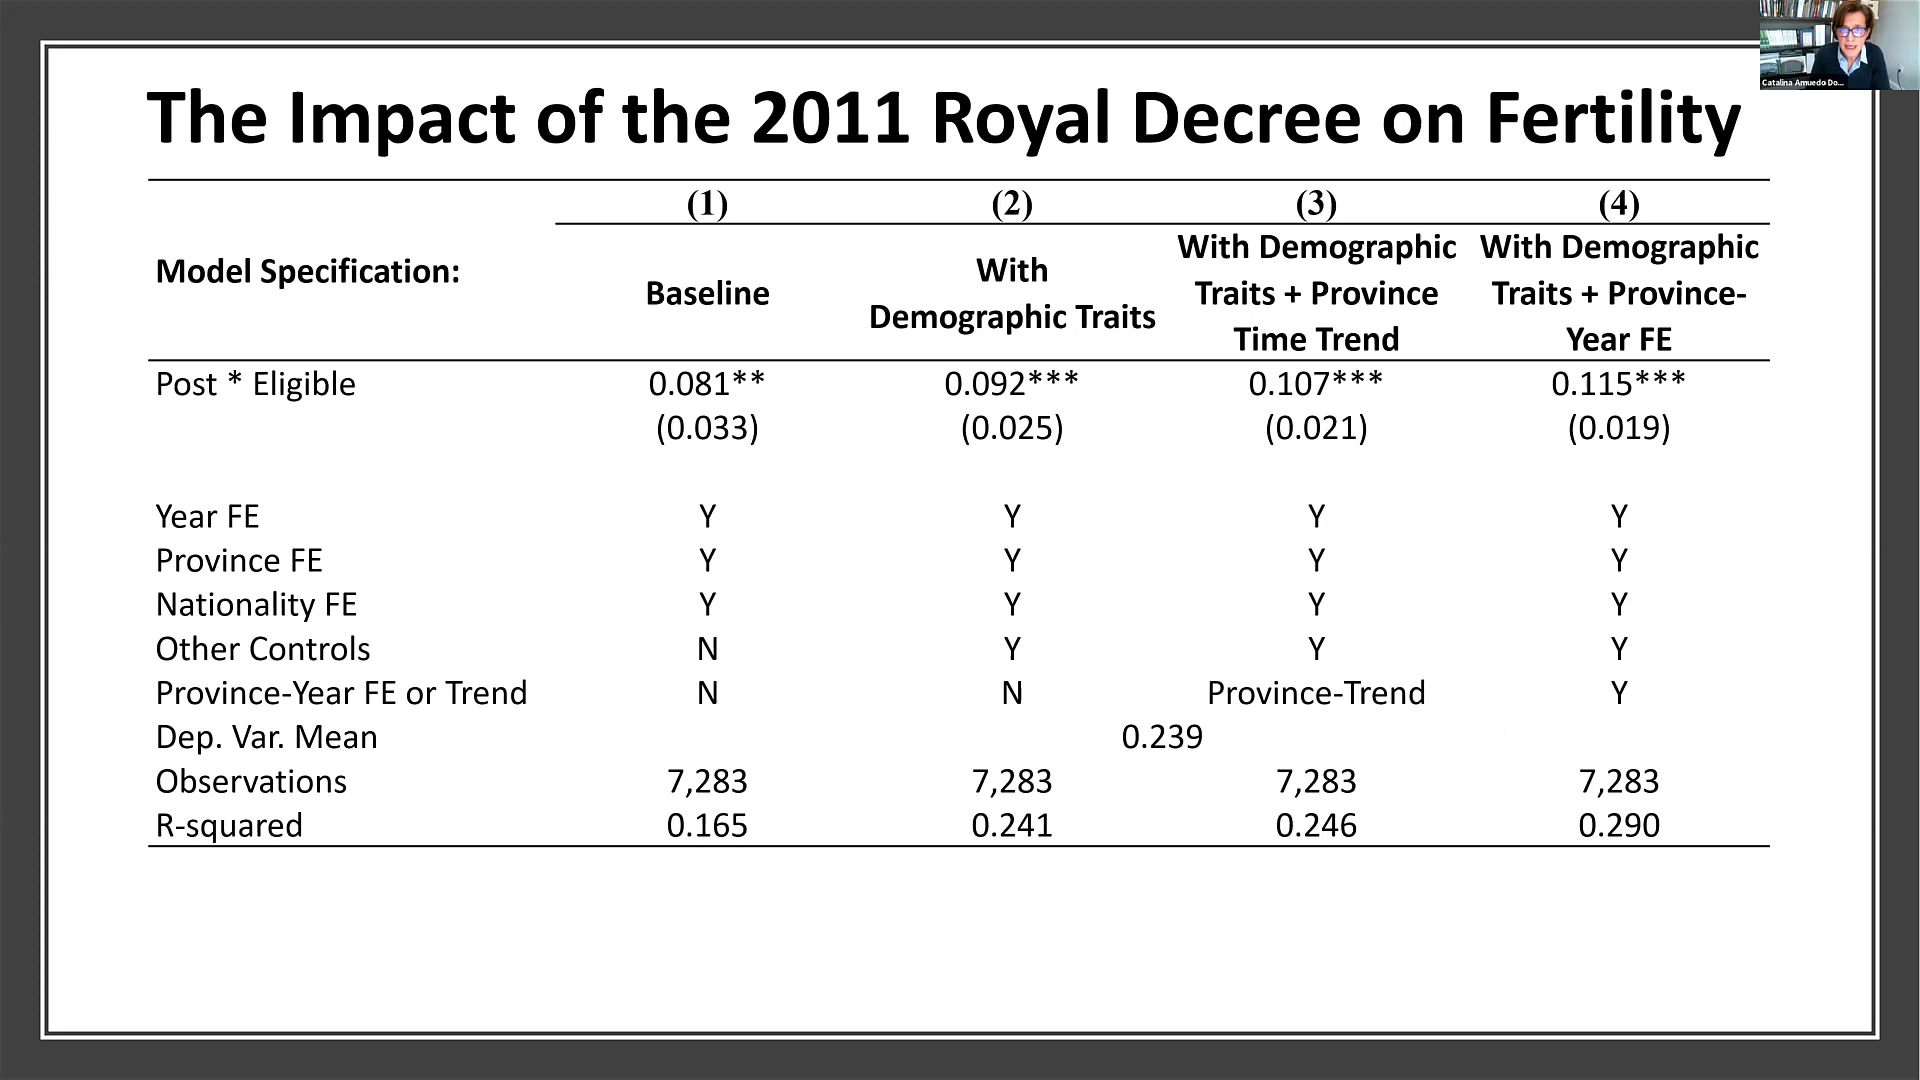 Catalina Amuedo Do...
The Impact of the 2011 Royal Decree on Fertility
(1) (2) (3) (4)
Model Specification: Baseline With Demographic Traits With Demographic Traits + Province Time Trend With Demographic Traits + Province-Year FE
Post * Eligible 0.081** 0.092*** 0.107*** 0.115***
(0.033) (0.025) (0.021) (0.019)
Year FE Y Y Y Y
Province FE Y Y Y Y
Nationality FE Y Y Y Y
Other Controls N Y Y Y
Province-Year FE or Trend N N Province-Trend Y
Dep. Var. Mean 0.239
Observations 7,283 7,283 7,283 7,283
R-squared 0.165 0.241 0.246 0.290